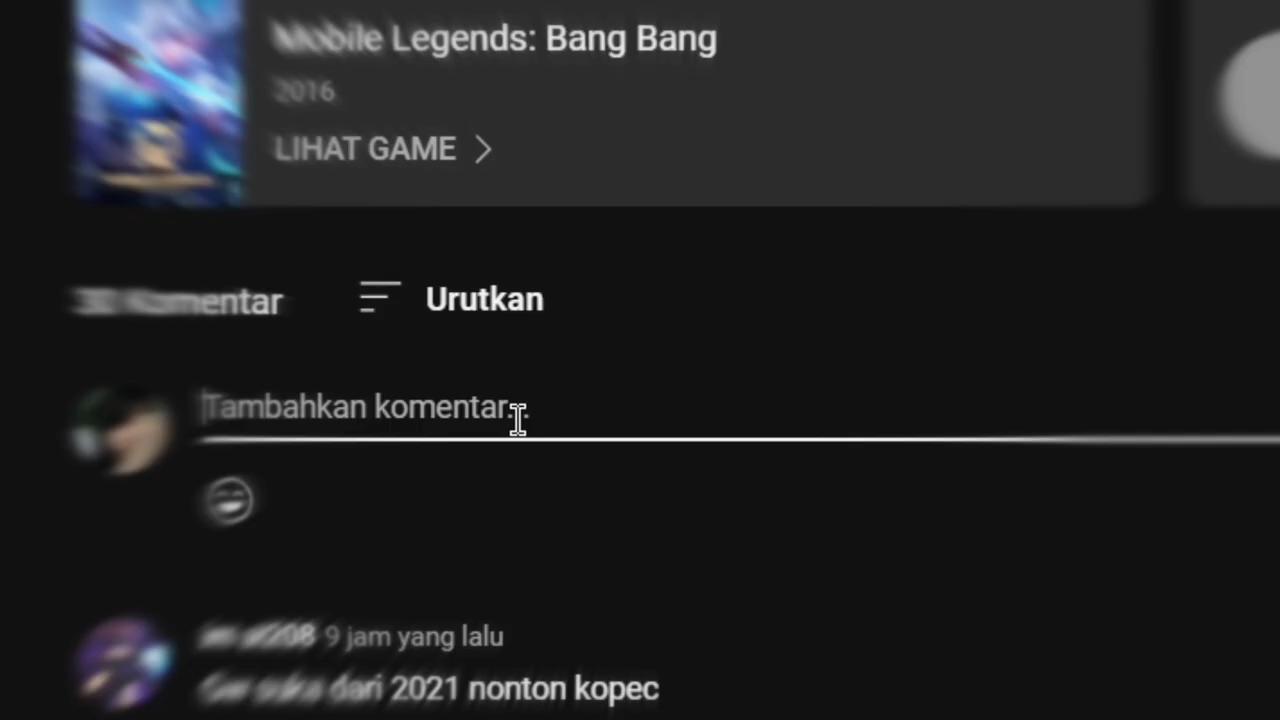 Mobile Legends: Bang Bang
2016
LIHAT GAME
Komentar
Urutkan
Tambahkan komentar...
9 jam yang lalu
dari 2021 nonton kopec